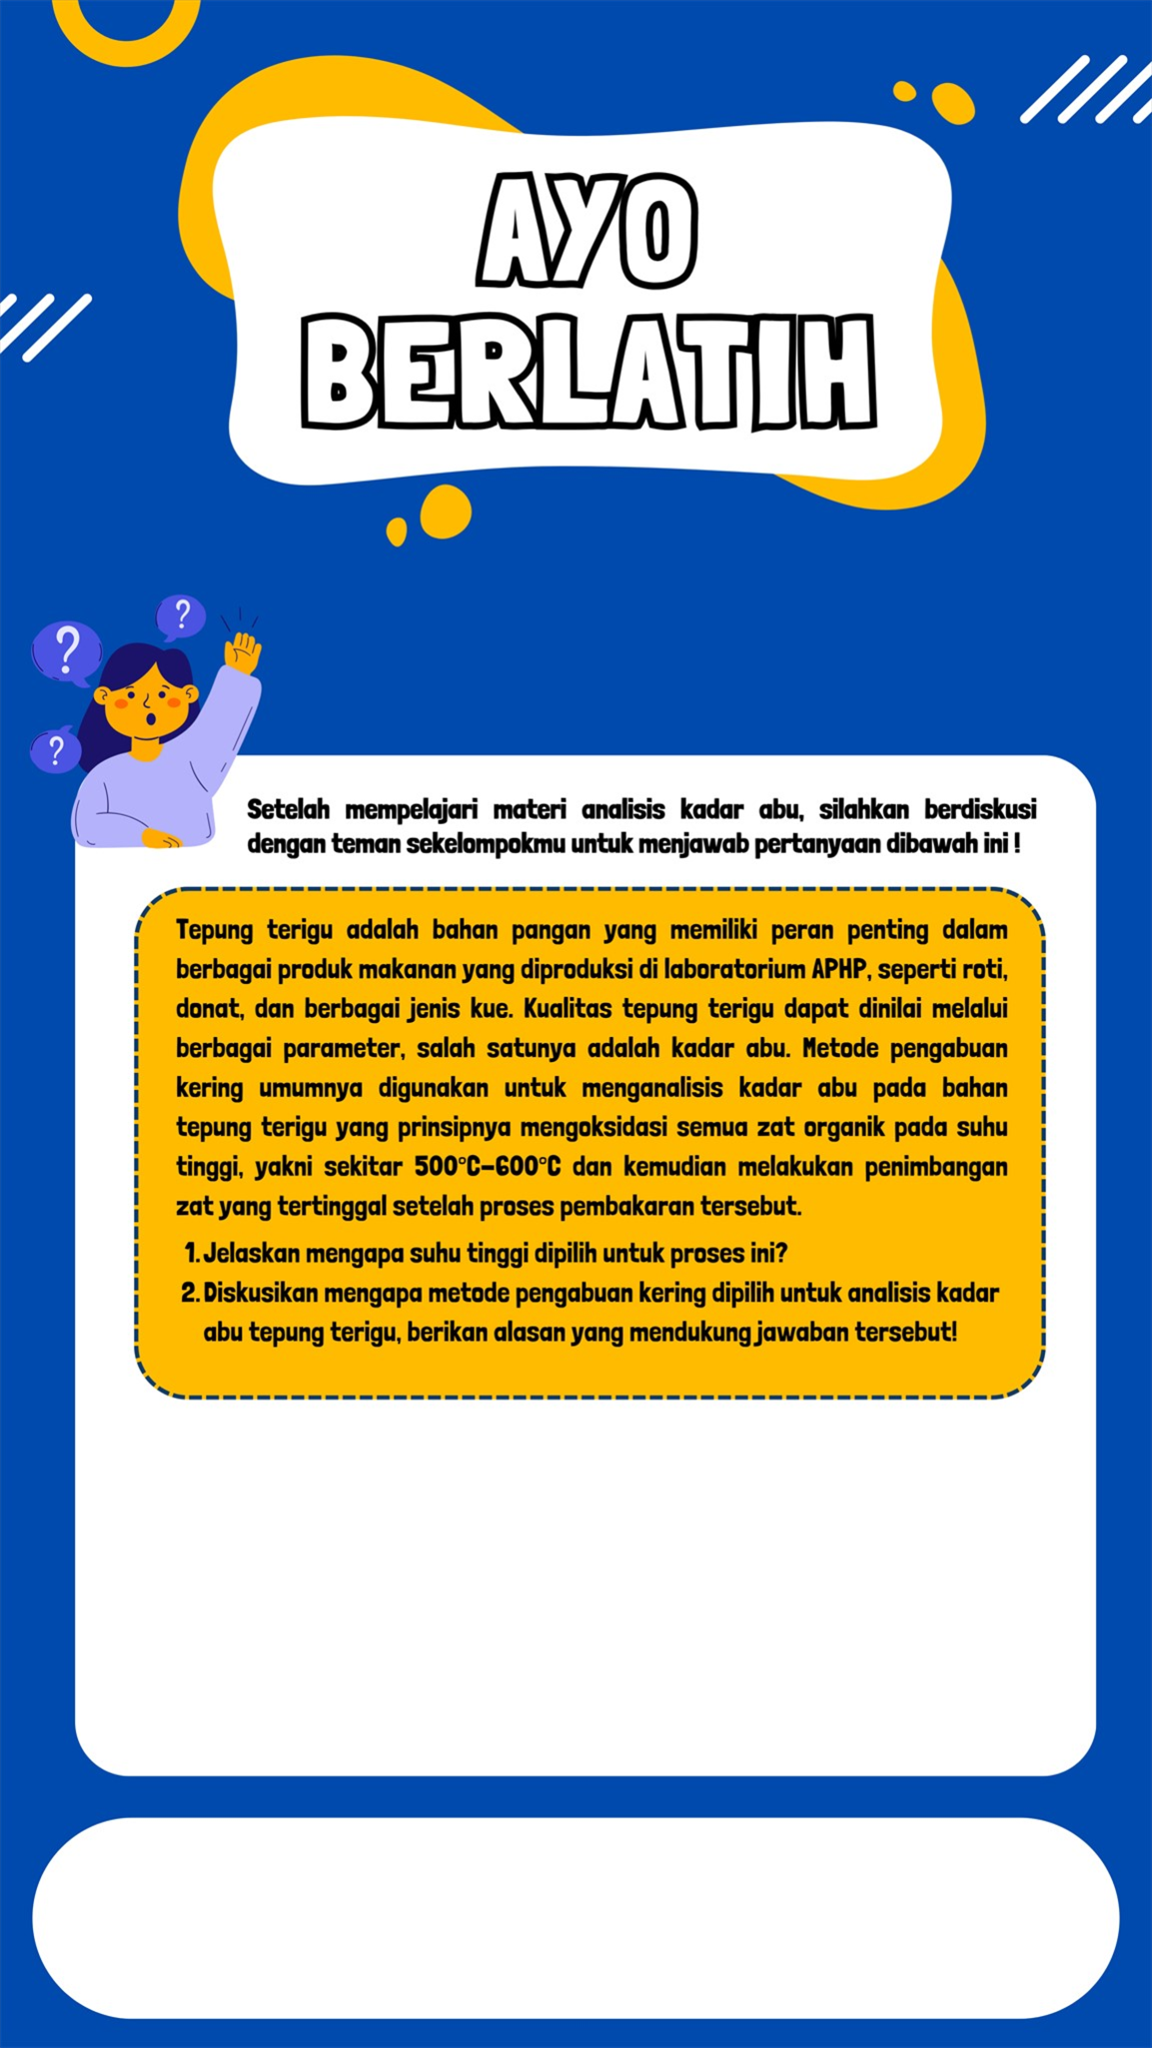 AYO
BERLATIH
?
?
?
Setelah mempelajari materi analisis kadar abu, silahkan berdiskusi
dengan teman sekelompokmu untuk menjawab pertanyaan dibawah ini !
Tepung terigu adalah bahan pangan yang memiliki peran penting dalam
berbagai produk makanan yang diproduksi di laboratorium APHP, seperti roti,
donat, dan berbagai jenis kue. Kualitas tepung terigu dapat dinilai melalui
berbagai parameter, salah satunya adalah kadar abu. Metode pengabuan
kering umumnya digunakan untuk menganalisis kadar abu pada bahan
tepung terigu yang prinsipnya mengoksidasi semua zat organik pada suhu
tinggi, yakni sekitar 500°C-600°C dan kemudian melakukan penimbangan
zat yang tertinggal setelah proses pembakaran tersebut.
1. Jelaskan mengapa suhu tinggi dipilih untuk proses ini?
2. Diskusikan mengapa metode pengabuan kering dipilih untuk analisis kadar
abu tepung terigu, berikan alasan yang mendukung jawaban tersebut!